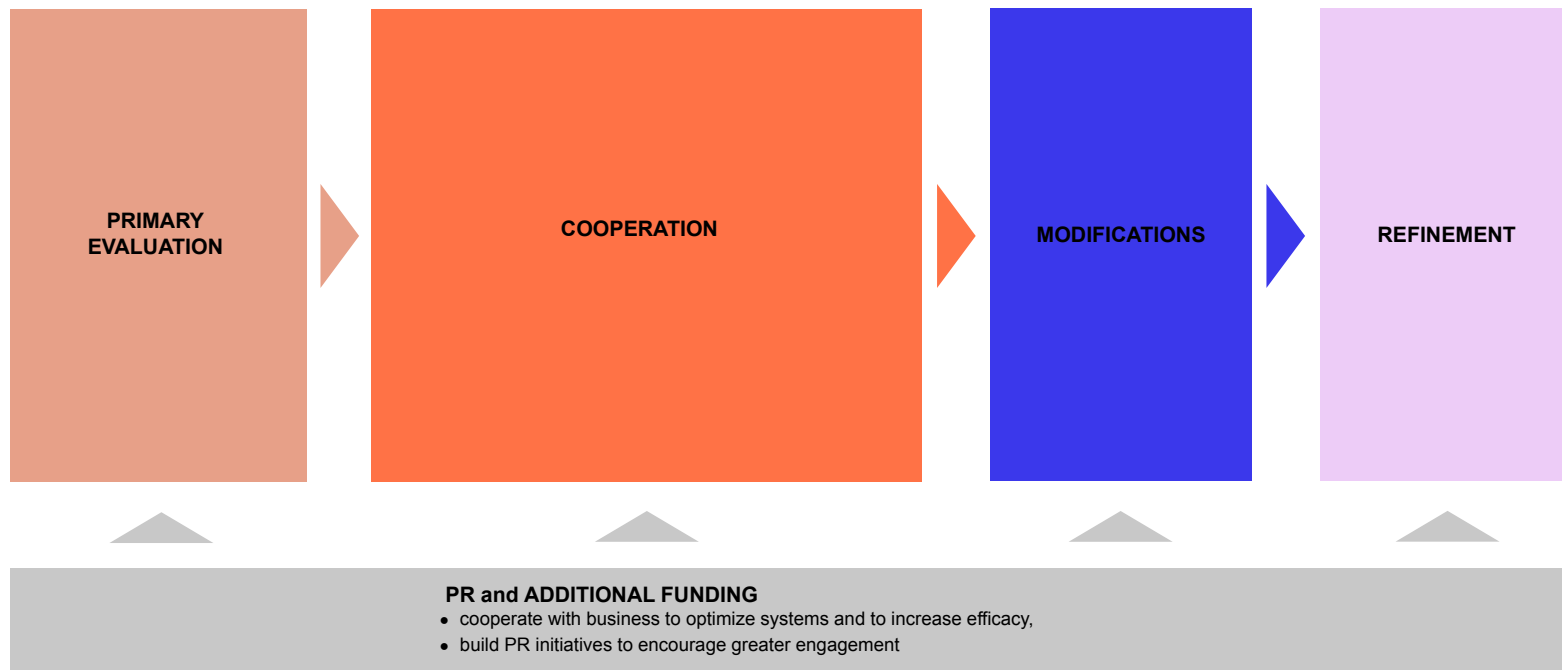 PRIMARY
EVALUATION
COOPERATION
MODIFICATIONS
REFINEMENT
PR and ADDITIONAL FUNDING
• cooperate with business to optimize systems and to increase efficacy,
• build PR initiatives to encourage greater engagement